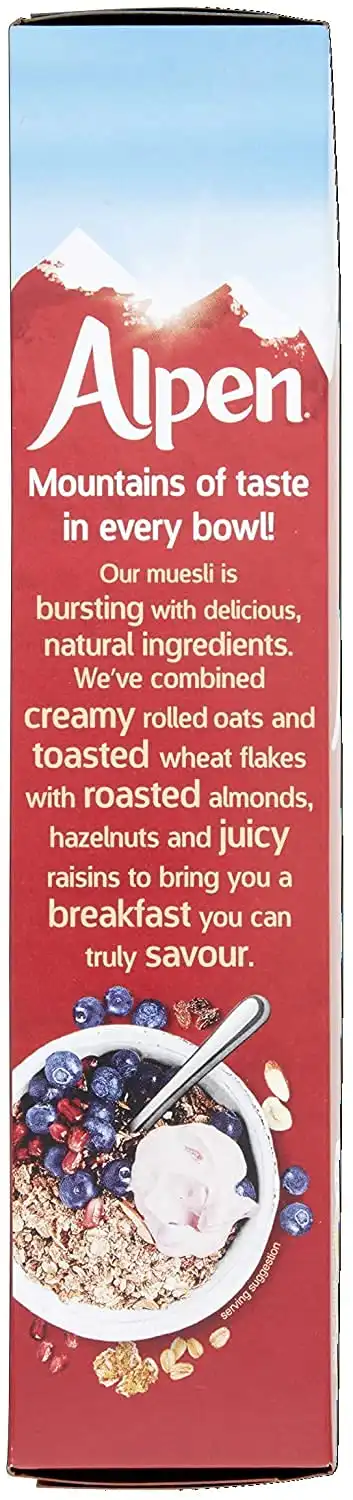 Alpen
Mountains of taste
in every bowl!
Our muesli is
bursting with delicious,
natural ingredients.
We've combined
creamy rolled oats and
toasted wheat flakes
with roasted almonds,
hazelnuts and juicy
raisins to bring you a
breakfast you can
truly savour.
serving suggestion